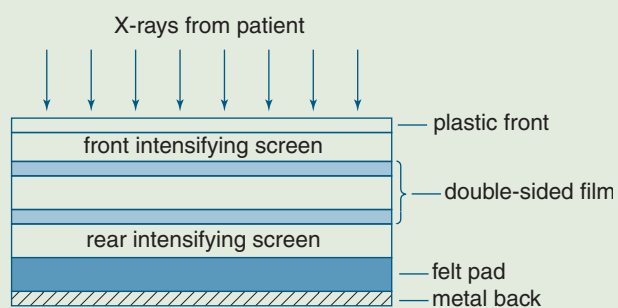 X-rays from patient
plastic front
front intensifying screen
double-sided film
rear intensifying screen
felt pad
metal back